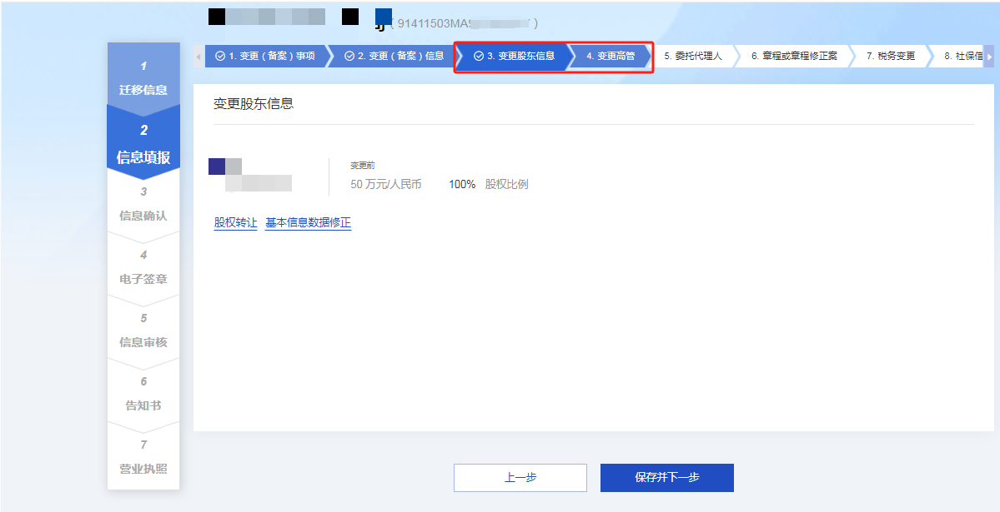 ( 91411503MA
)
1. 变更（备案）事项
2. 变更（备案）信息
3. 变更股东信息
4. 变更高管
5. 委托代理人
6. 章程或章程修正案
7. 税务变更
8. 社保信
1
迁移信息
2
信息填报
3
信息确认
4
电子签章
5
信息审核
6
告知书
7
营业执照
变更股东信息
变更前
50 万元/人民币 100% 股权比例
股权转让 基本信息数据修正
上一步 保存并下一步